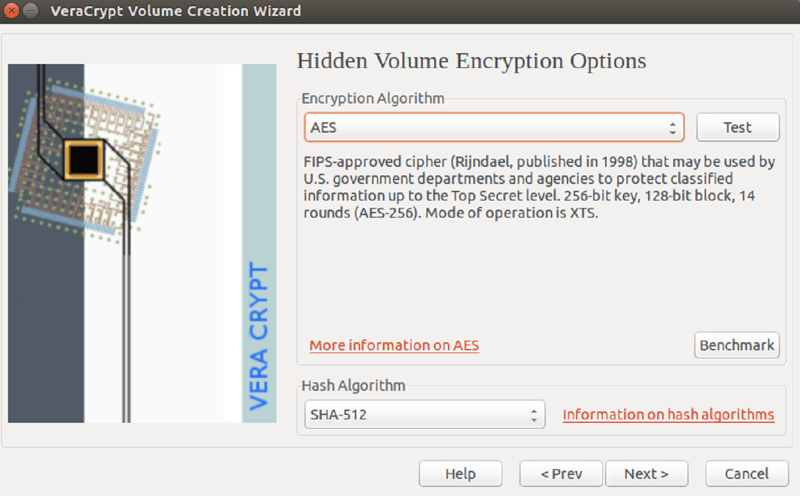 VeraCrypt Volume Creation Wizard
Hidden Volume Encryption Options
Encryption Algorithm
AES
Test
FIPS-approved cipher (Rijndael, published in 1998) that may be used by
U.S. government departments and agencies to protect classified
information up to the Top Secret level. 256-bit key, 128-bit block, 14
rounds (AES-256). Mode of operation is XTS.
VERA CRYPT
More information on AES
Benchmark
Hash Algorithm
SHA-512
Information on hash algorithms
Help
< Prev
Next >
Cancel